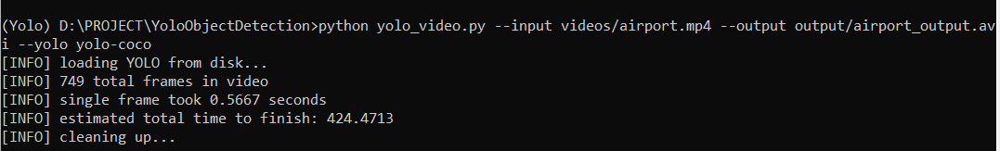 (Yolo) D:\PROJECT\YoloObjectDetection>python yolo_video.py --input videos/airport.mp4 --output output/airport_output.av
i --yolo yolo-coco
[INFO] loading YOLO from disk...
[INFO] 749 total frames in video
[INFO] single frame took 0.5667 seconds
[INFO] estimated total time to finish: 424.4713
[INFO] cleaning up...